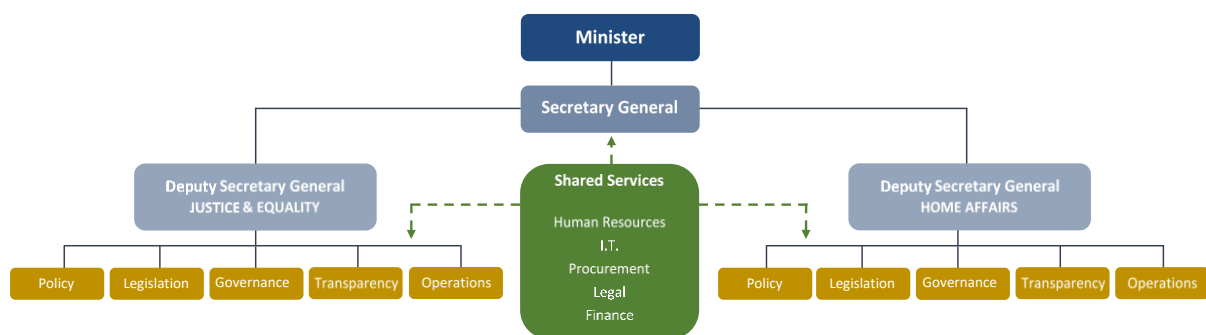 Minister
Secretary General
Deputy Secretary General
JUSTICE & EQUALITY
Policy
Legislation
Governance
Transparency
Operations
Shared Services
Human Resources
I.T.
Procurement
Legal
Finance
Deputy Secretary General
HOME AFFAIRS
Policy
Legislation
Governance
Transparency
Operations